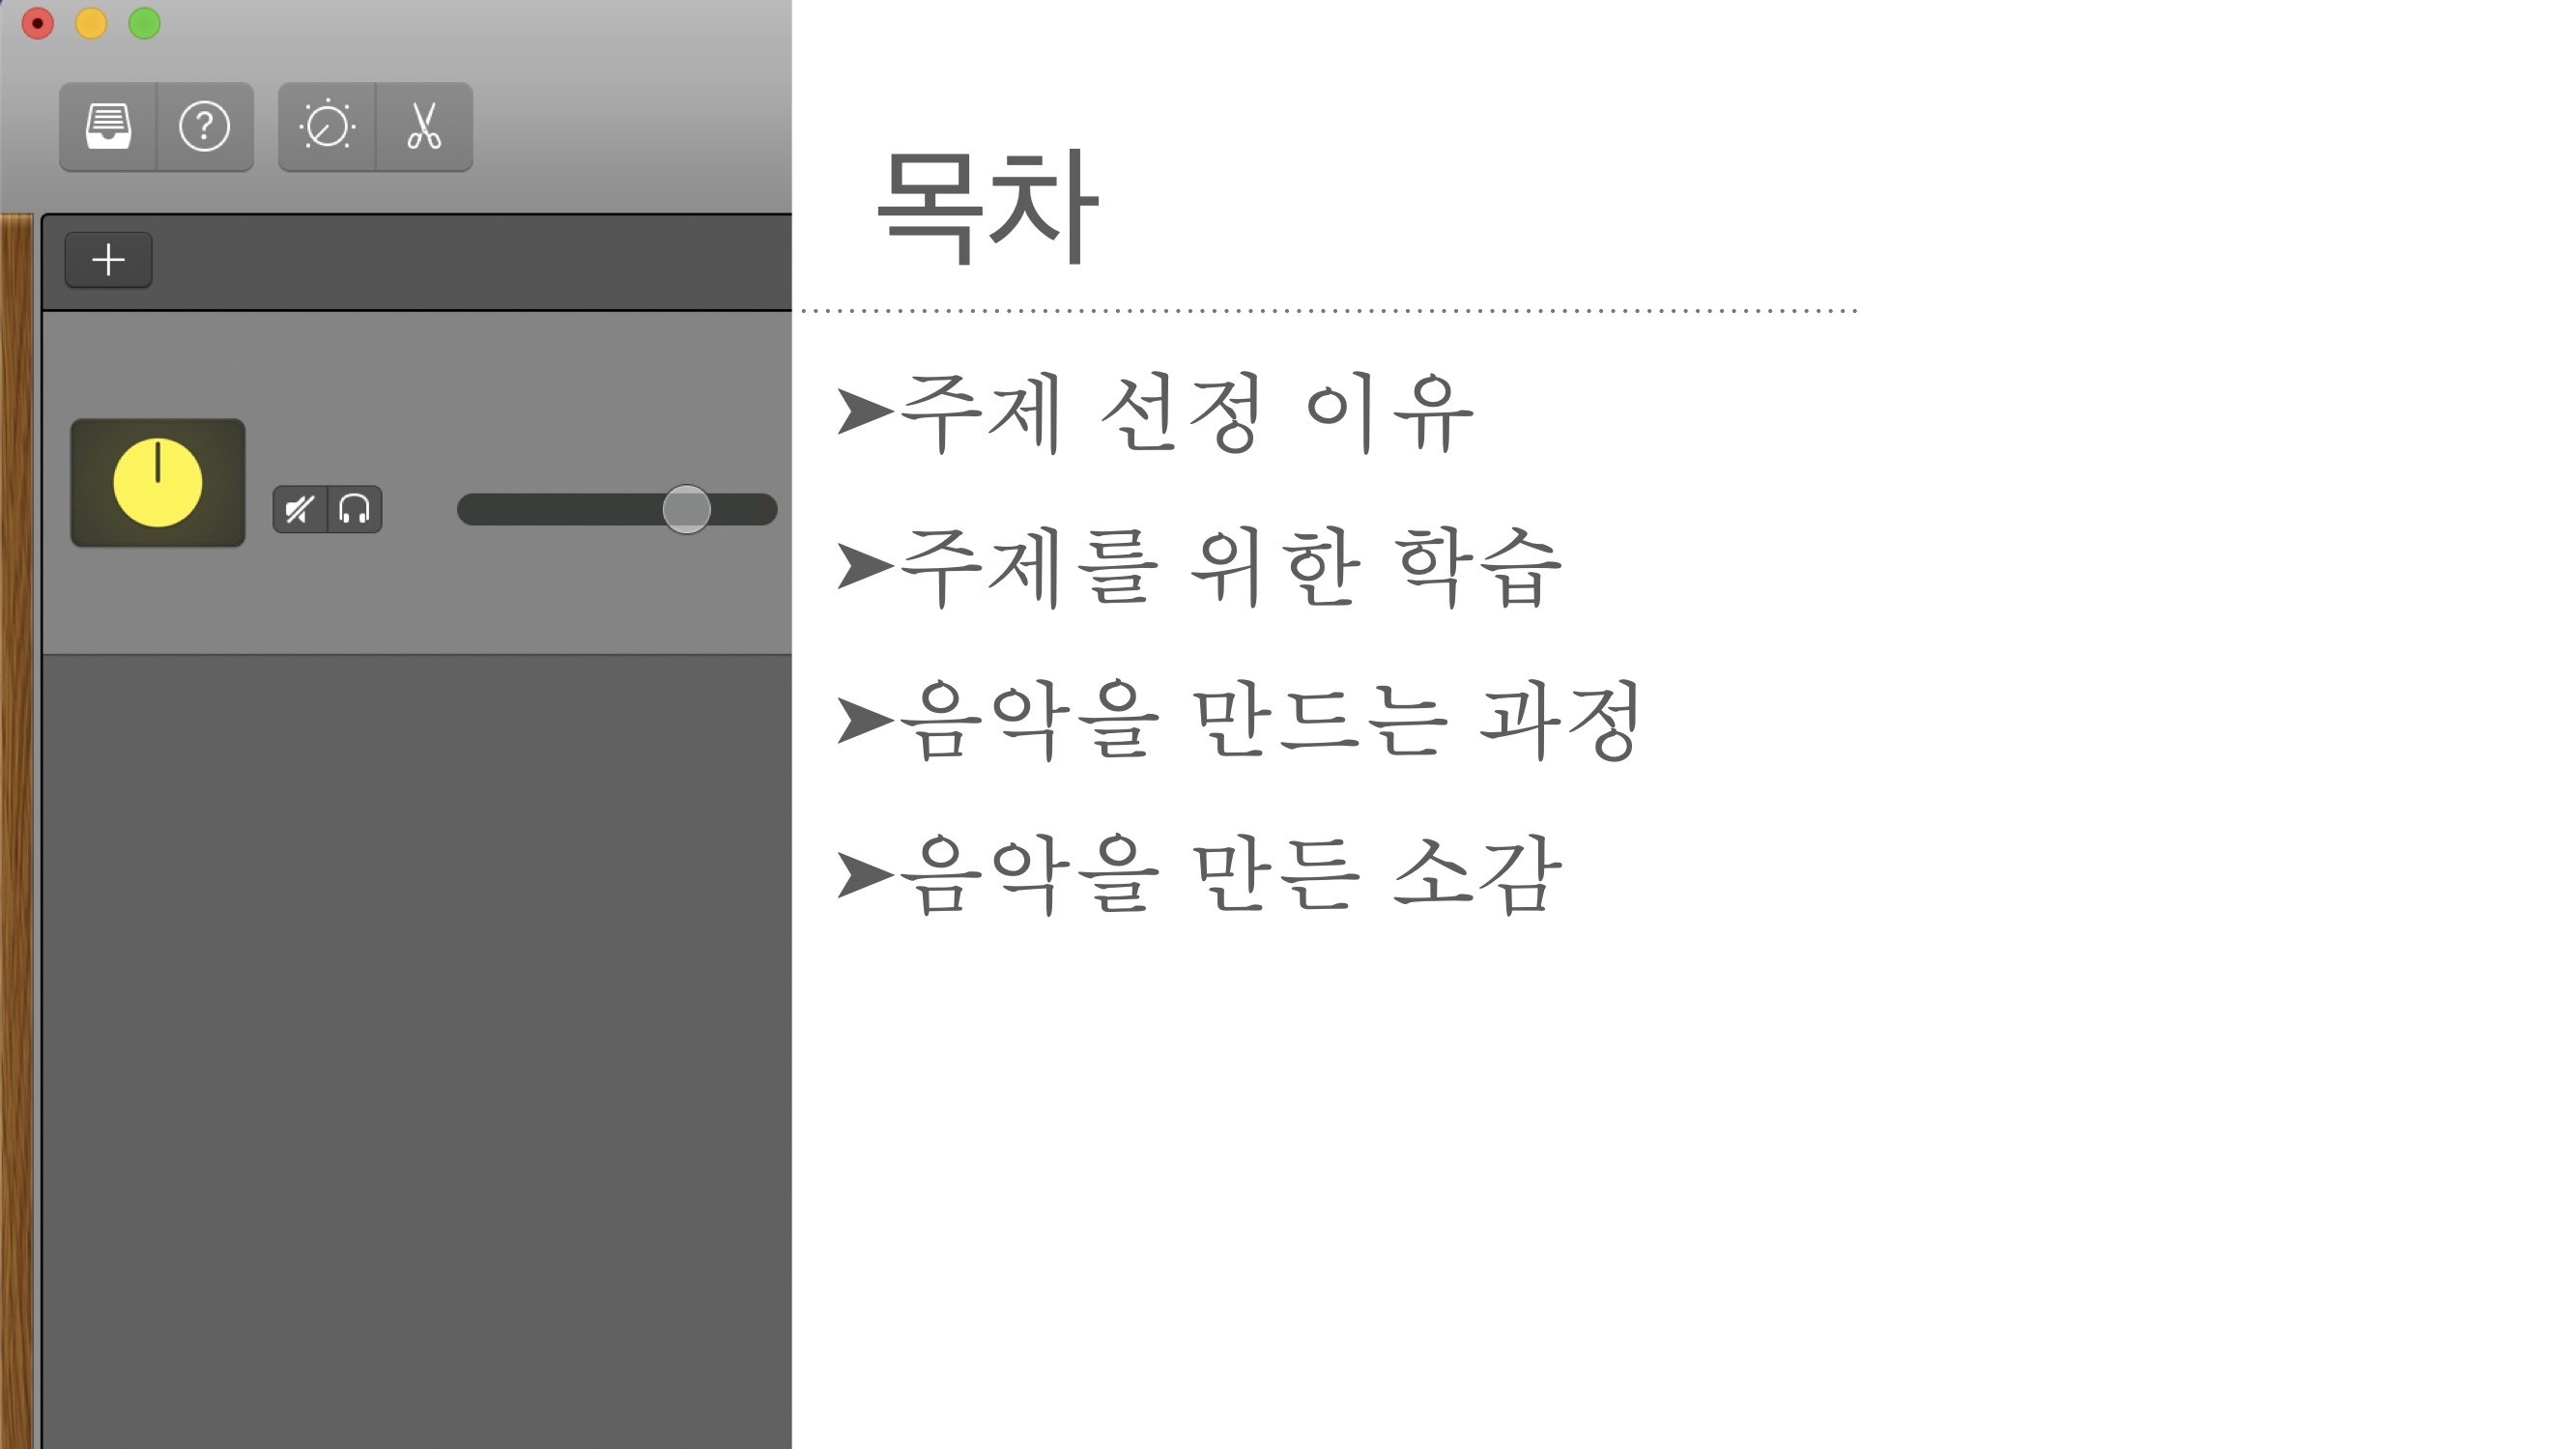 목차
➤주제 선정 이유
➤주제를 위한 학습
➤음악을 만드는 과정
➤음악을 만든 소감